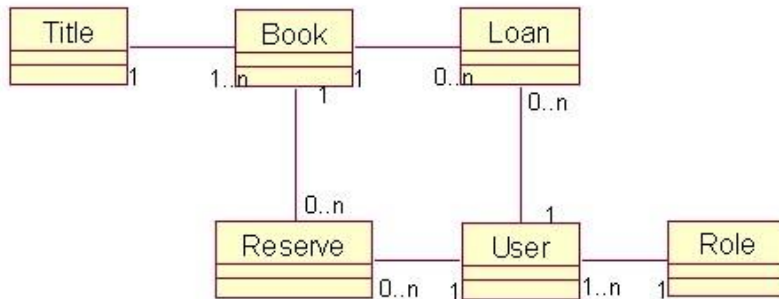 Title Book Loan
1 1..n 1 1 0..n
0..n
0..n 1
Reserve User Role
0..n 1 1..n 1